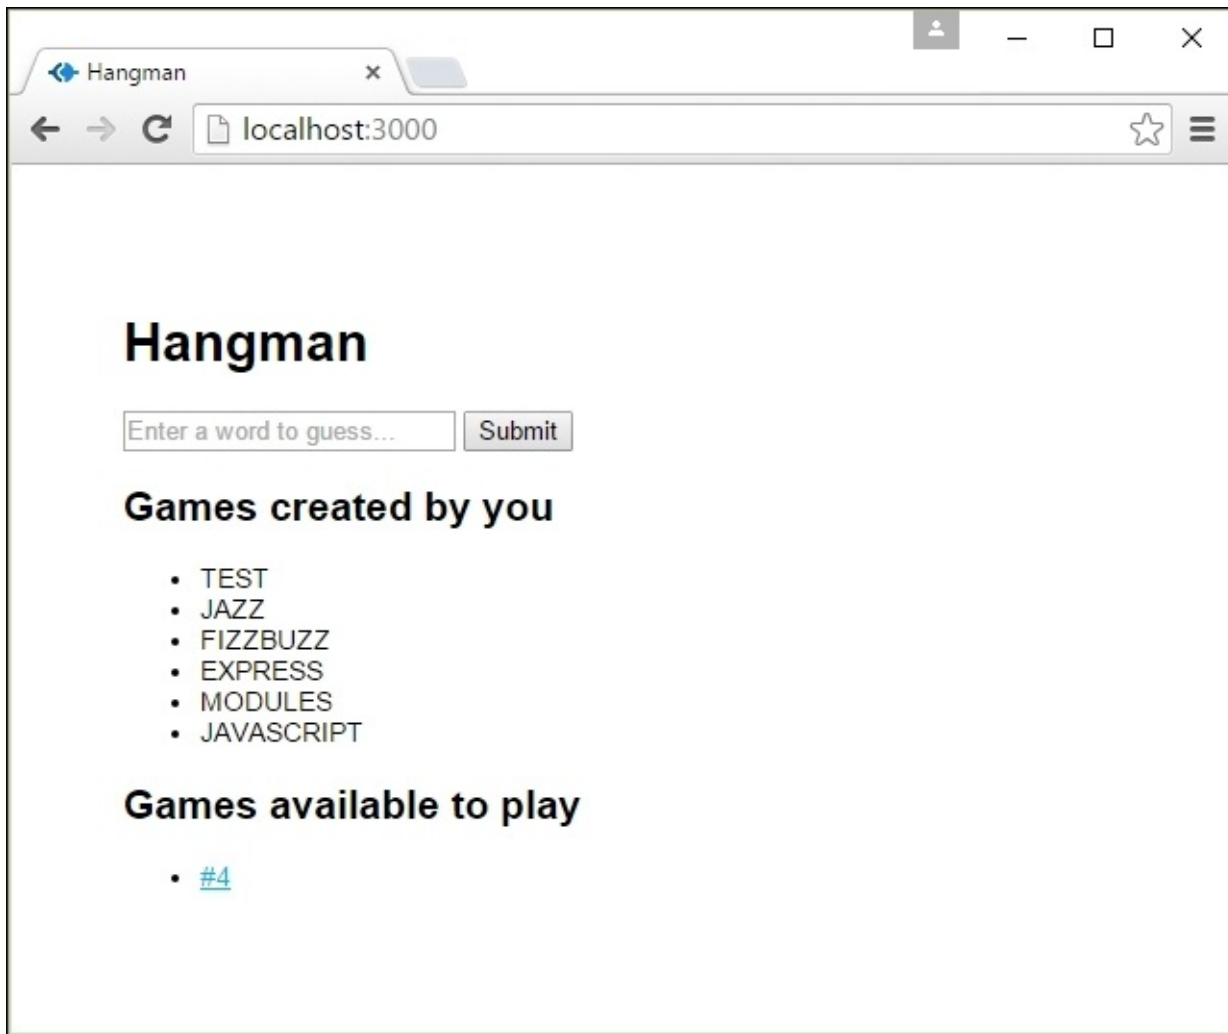 Hangman
localhost:3000
Hangman
Enter a word to guess...
Submit
Games created by you
TEST
JAZZ
FIZZBUZZ
EXPRESS
MODULES
JAVASCRIPT
Games available to play
#4